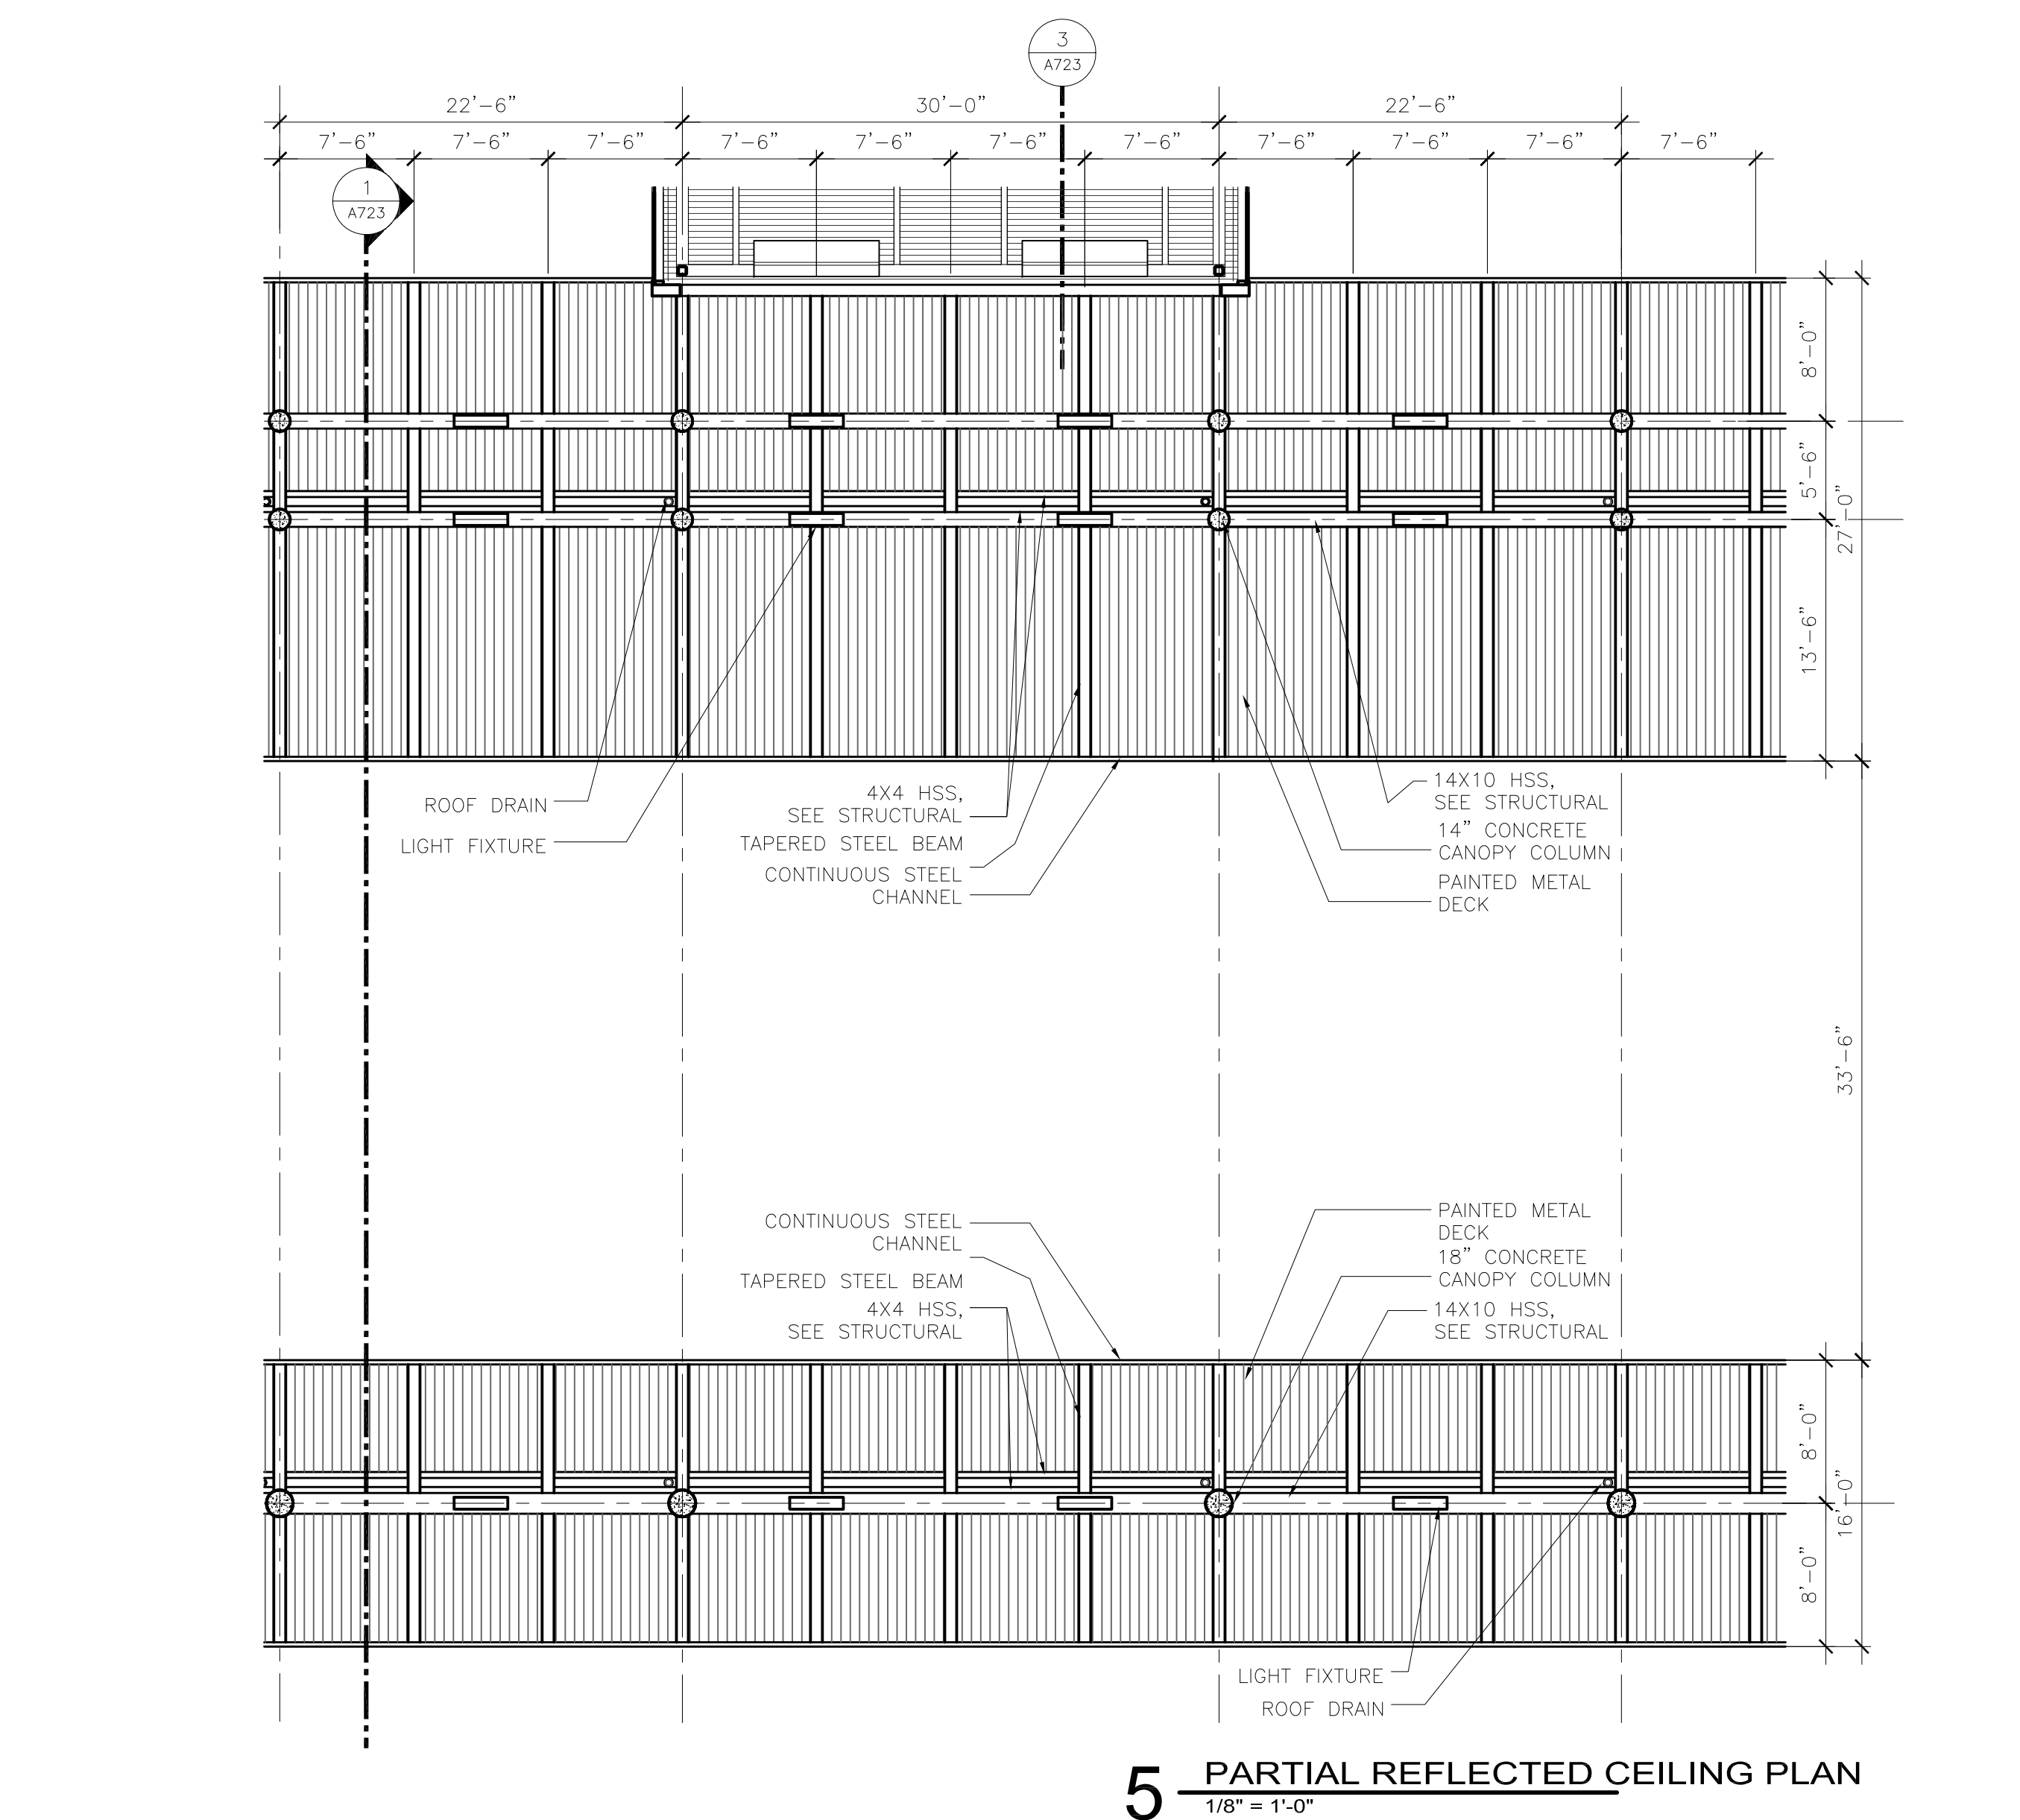 3
A723
22'-6" 30'-0" 22'-6"
7'-6" 7'-6" 7'-6" 7'-6" 7'-6" 7'-6" 7'-6" 7'-6" 7'-6" 7'-6" 7'-6"
1
A723
8'-0"
5'-6"
27'-0"
13'-6"
ROOF DRAIN
LIGHT FIXTURE
4X4 HSS,
SEE STRUCTURAL
TAPERED STEEL BEAM
CONTINUOUS STEEL
CHANNEL
14X10 HSS,
SEE STRUCTURAL
14" CONCRETE
CANOPY COLUMN
PAINTED METAL
DECK
33'-6"
CONTINUOUS STEEL
CHANNEL
TAPERED STEEL BEAM
4X4 HSS,
SEE STRUCTURAL
PAINTED METAL
DECK
18" CONCRETE
CANOPY COLUMN
14X10 HSS,
SEE STRUCTURAL
8'-0"
16'-0"
8'-0"
LIGHT FIXTURE
ROOF DRAIN
5 PARTIAL REFLECTED CEILING PLAN
1/8" = 1'-0"